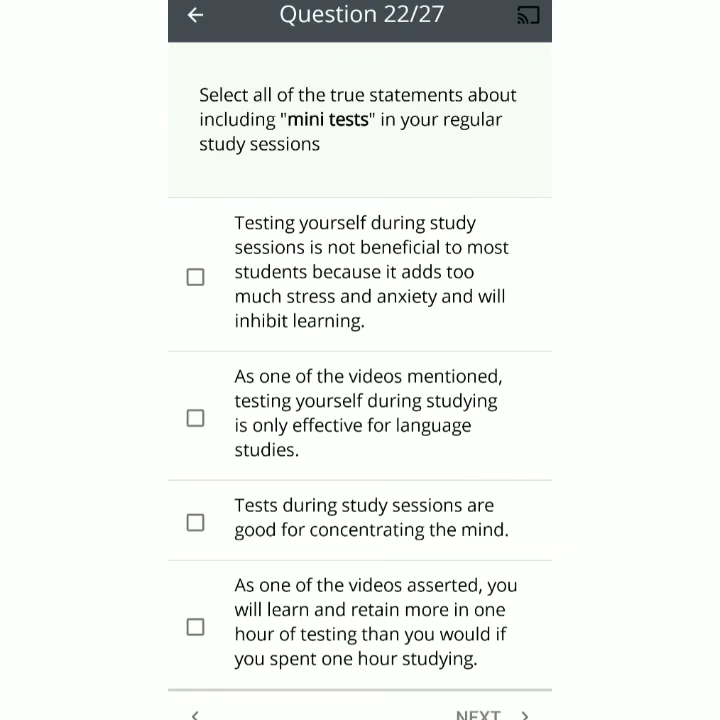 Question 22/27
Select all of the true statements about
including "mini tests" in your regular
study sessions
Testing yourself during study
sessions is not beneficial to most
students because it adds too
much stress and anxiety and will
inhibit learning.
As one of the videos mentioned,
testing yourself during studying
is only effective for language
studies.
Tests during study sessions are
good for concentrating the mind.
As one of the videos asserted, you
will learn and retain more in one
hour of testing than you would if
you spent one hour studying.
NEXT